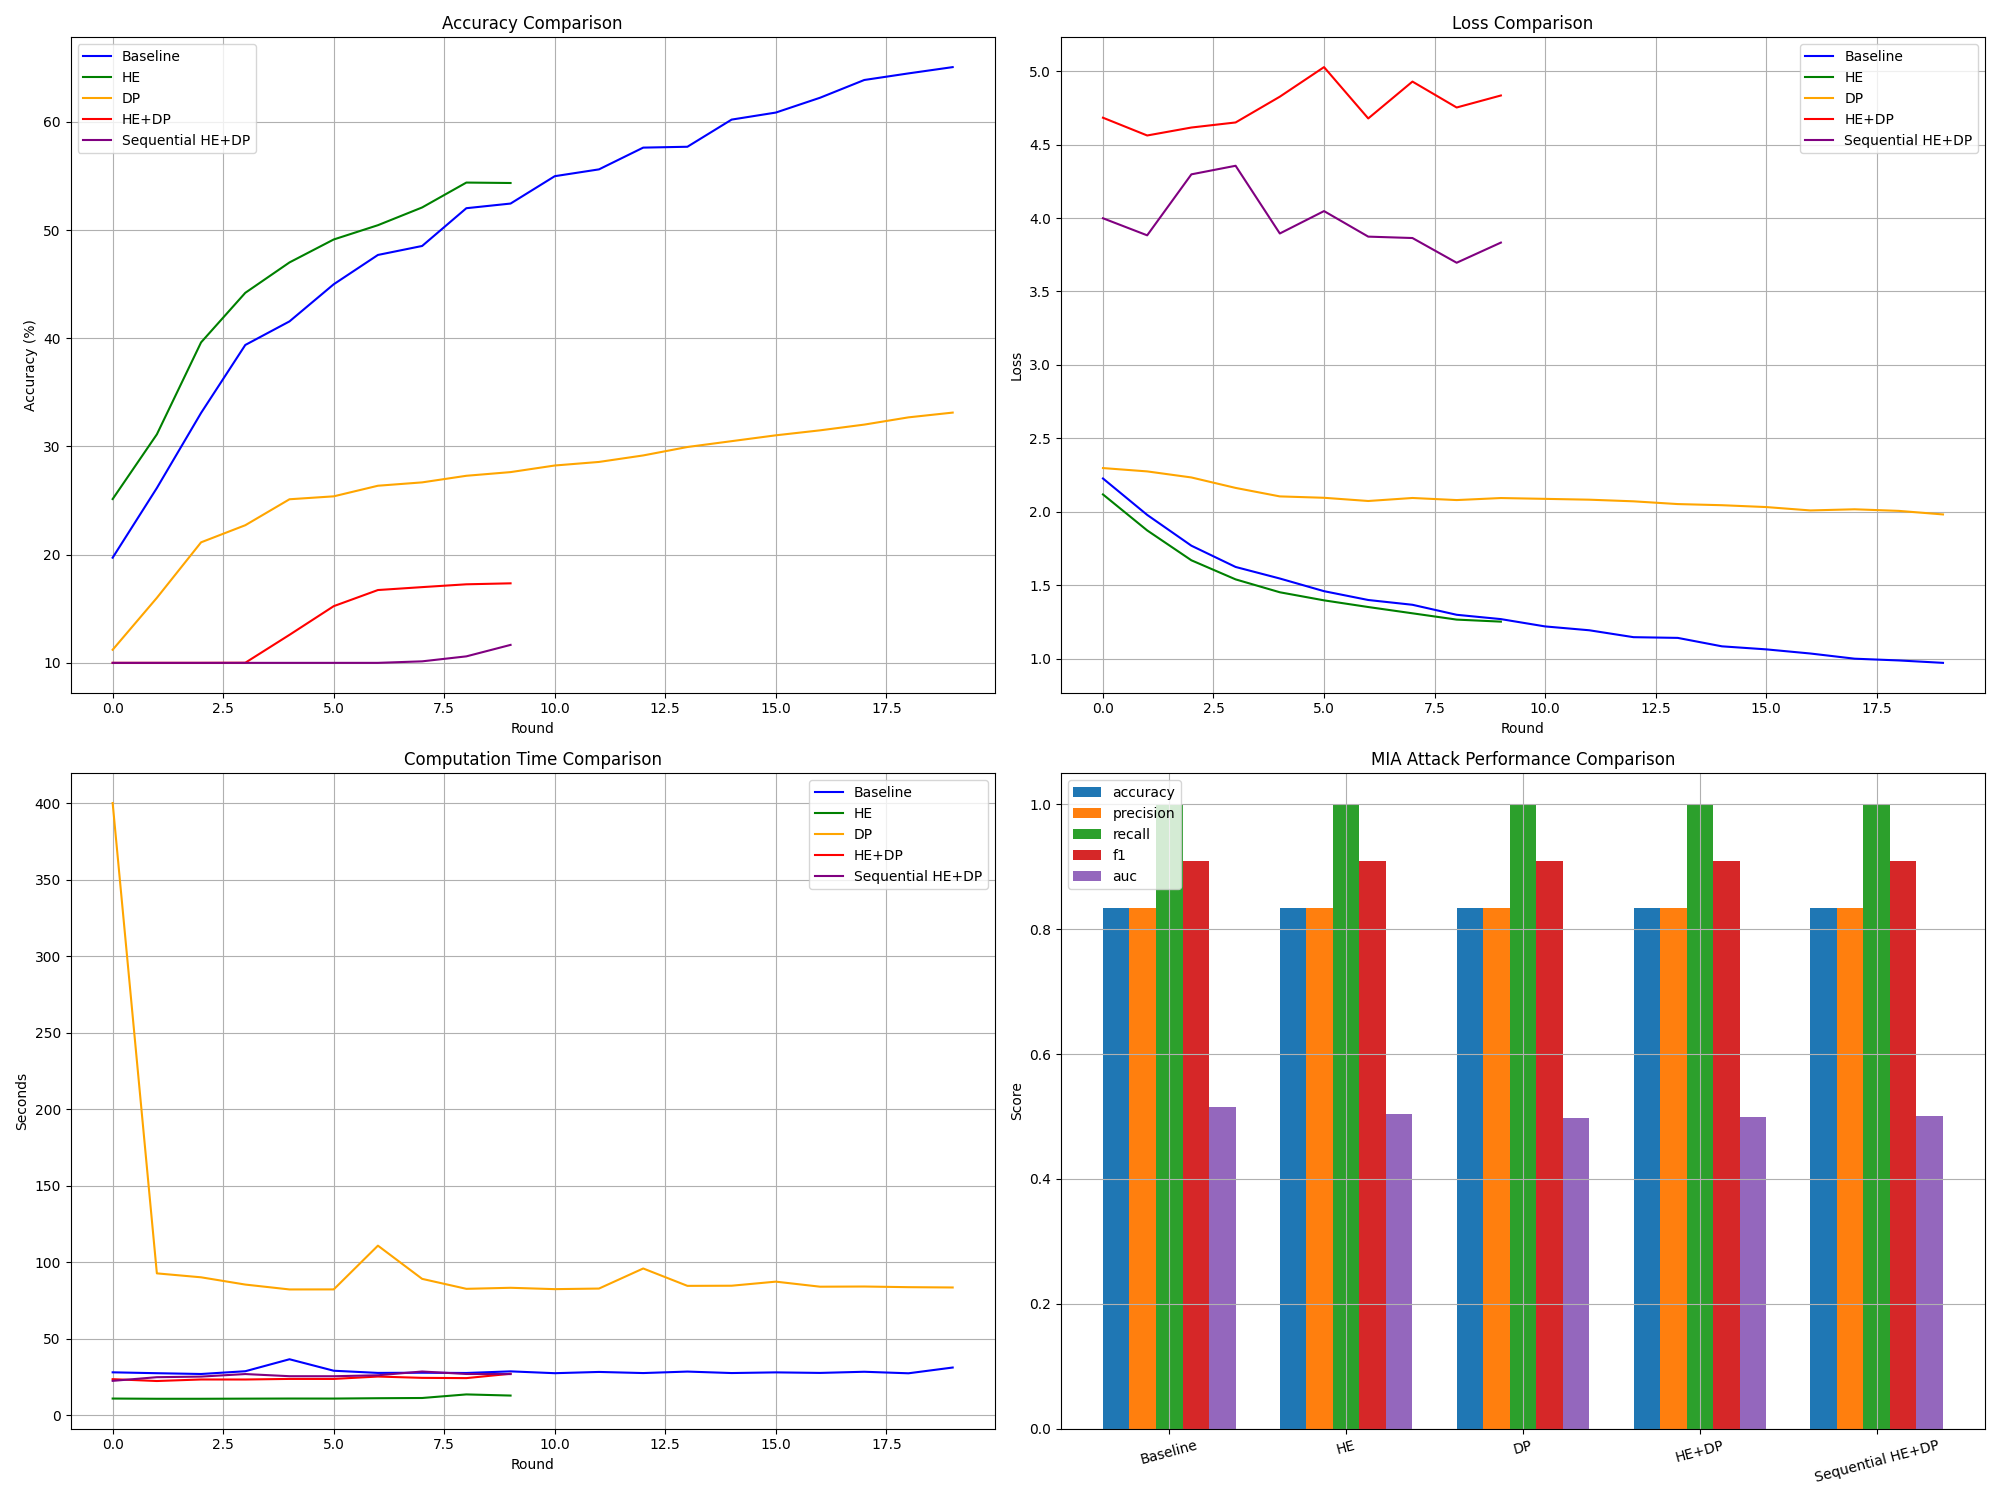 Accuracy Comparison
Baseline
HE
DP
HE+DP
Sequential HE+DP
60
50
40
30
20
10
Accuracy (%)
0.0 2.5 5.0 7.5 10.0 12.5 15.0 17.5
Round
Loss Comparison
Baseline
HE
DP
HE+DP
Sequential HE+DP
5.0
4.5
4.0
3.5
3.0
2.5
2.0
1.5
1.0
Loss
0.0 2.5 5.0 7.5 10.0 12.5 15.0 17.5
Round
Computation Time Comparison
Baseline
HE
DP
HE+DP
Sequential HE+DP
400
350
300
250
200
150
100
50
0
Seconds
0.0 2.5 5.0 7.5 10.0 12.5 15.0 17.5
Round
MIA Attack Performance Comparison
accuracy
precision
recall
f1
auc
1.0
0.8
0.6
0.4
0.2
0.0
Score
Baseline HE DP HE+DP Sequential HE+DP